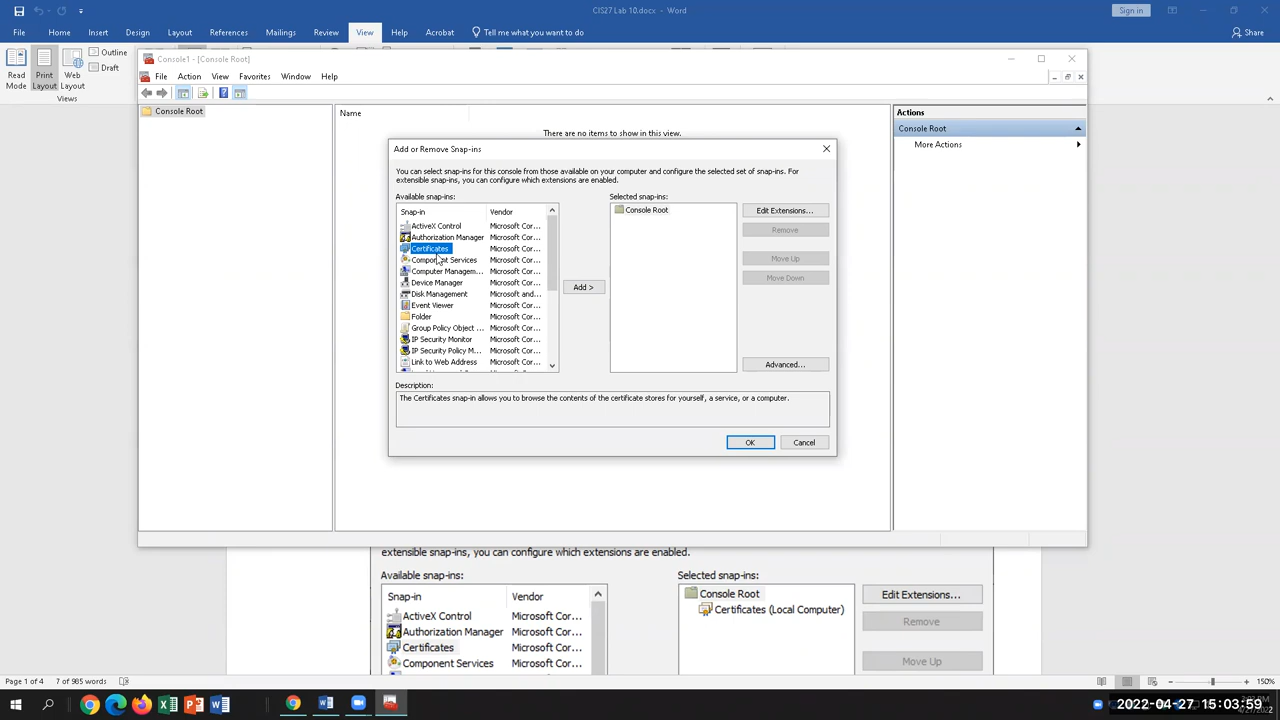 CIS27 Lab 10.docx - Word
Sign in
File Home Insert Design Layout References Mailings Review View Help Acrobat Tell me what you want to do
Share
Read Mode
Print Layout
Web Layout
Outline
Draft
Views
Console1 - [Console Root]
File Action View Favorites Window Help
Console Root
Name
There are no items to show in this view.
Actions
Console Root
More Actions
Add or Remove Snap-ins
You can select snap-ins for this console from those available on your computer and configure the selected set of snap-ins. For
extensible snap-ins, you can configure which extensions are enabled.
Available snap-ins:
Snap-in Vendor
ActiveX Control Microsoft Cor...
Authorization Manager Microsoft Cor...
Certificates Microsoft Cor...
Component Services Microsoft Cor...
Computer Managem... Microsoft Cor...
Device Manager Microsoft Cor...
Disk Management Microsoft and...
Event Viewer Microsoft Cor...
Folder Microsoft Cor...
Group Policy Object ... Microsoft Cor...
IP Security Monitor Microsoft Cor...
IP Security Policy M... Microsoft Cor...
Link to Web Address Microsoft Cor...
Add >
Selected snap-ins:
Console Root
Edit Extensions...
Remove
Move Up
Move Down
Advanced...
Description:
The Certificates snap-in allows you to browse the contents of the certificate stores for yourself, a service, or a computer.
OK
Cancel
extensible snap-ins, you can configure which extensions are enabled.
Available snap-ins:
Snap-in Vendor
ActiveX Control Microsoft Cor...
Authorization Manager Microsoft Cor...
Certificates Microsoft Cor...
Component Services Microsoft Cor...
Selected snap-ins:
Console Root
Certificates (Local Computer)
Edit Extensions...
Remove
Move Up
Page 1 of 4 7 of 985 words
150%
2022-04-27, 15:03:59